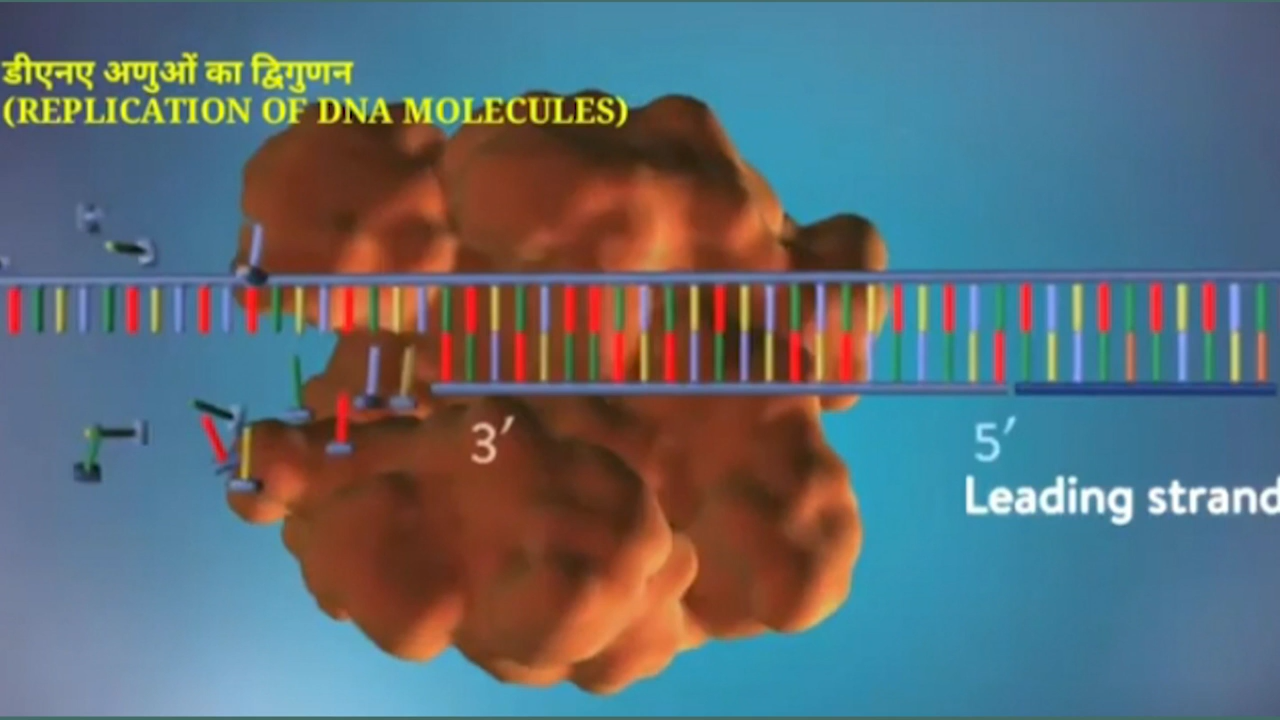 डीएनए अणुओं का द्विगुणन
(REPLICATION OF DNA MOLECULES)
3′ 5′
Leading strand